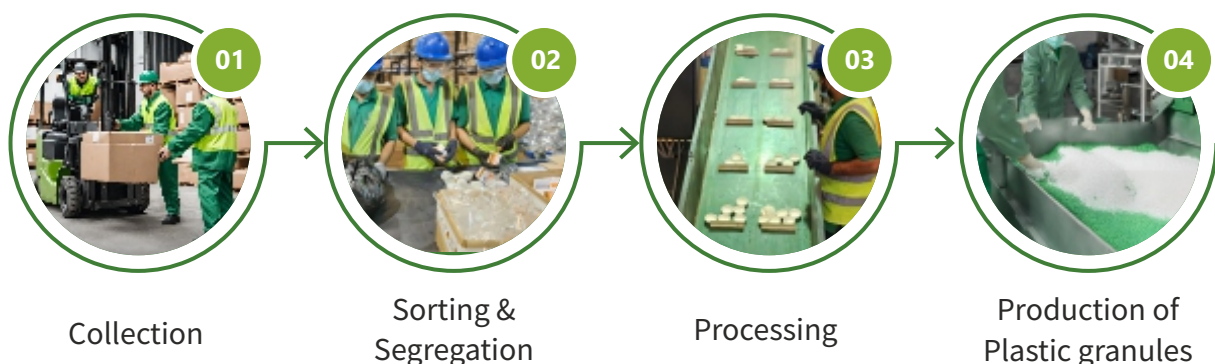 01
02
03
04
Collection
Sorting &
Segregation
Processing
Production of
Plastic granules